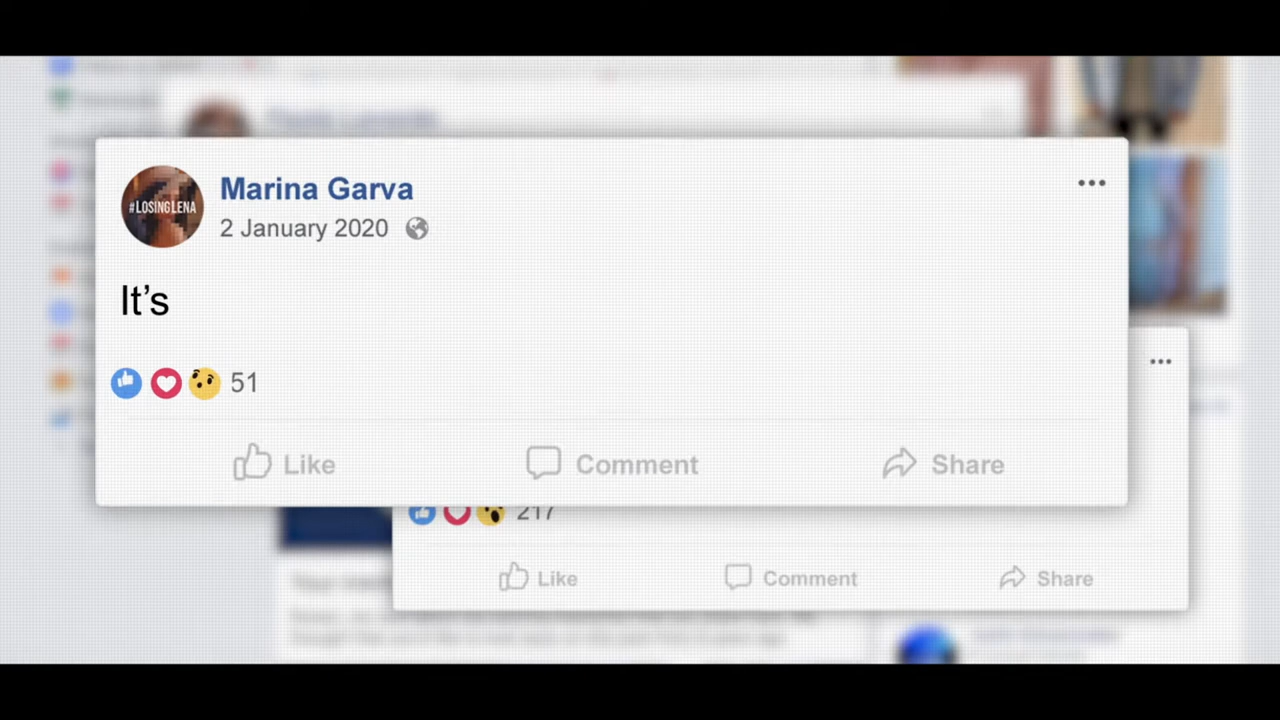 Marina Garva
#LOSINGLENA
2 January 2020
It's
51
Like Comment Share
217
Like Comment Share